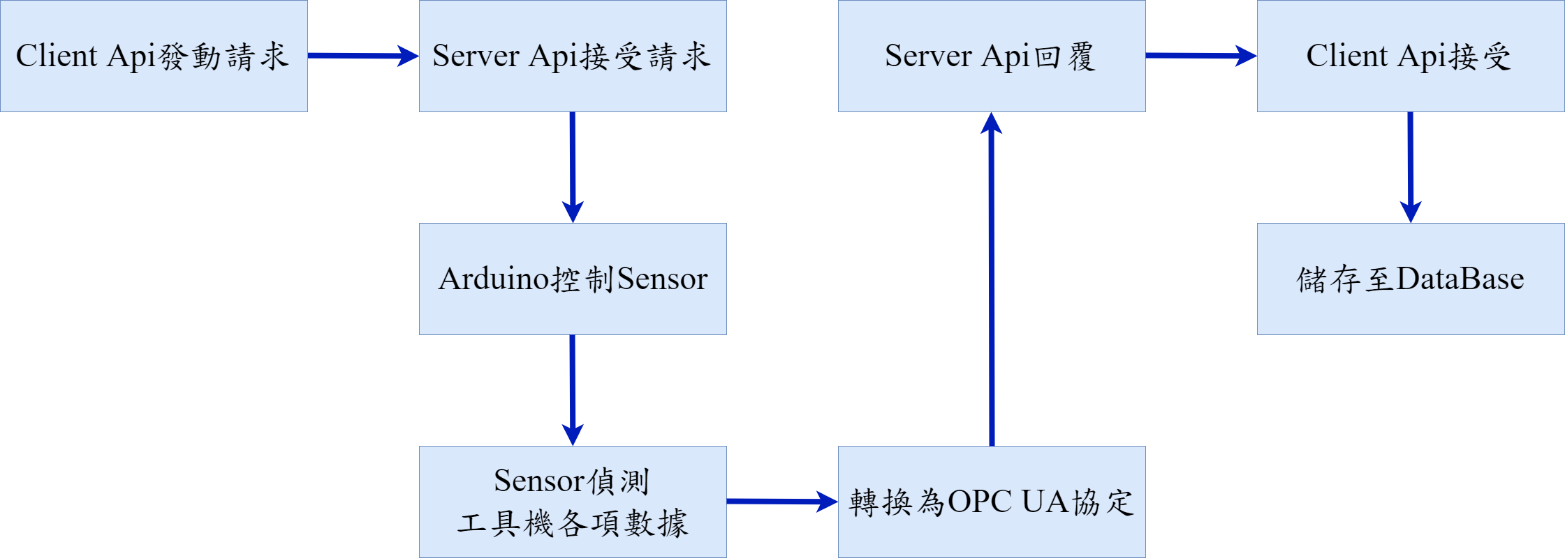 Client Api發動請求
Server Api接受請求
Server Api回覆
Client Api接受
Arduino控制Sensor
儲存至DataBase
Sensor偵測
工具機各項數據
轉換為OPC UA協定